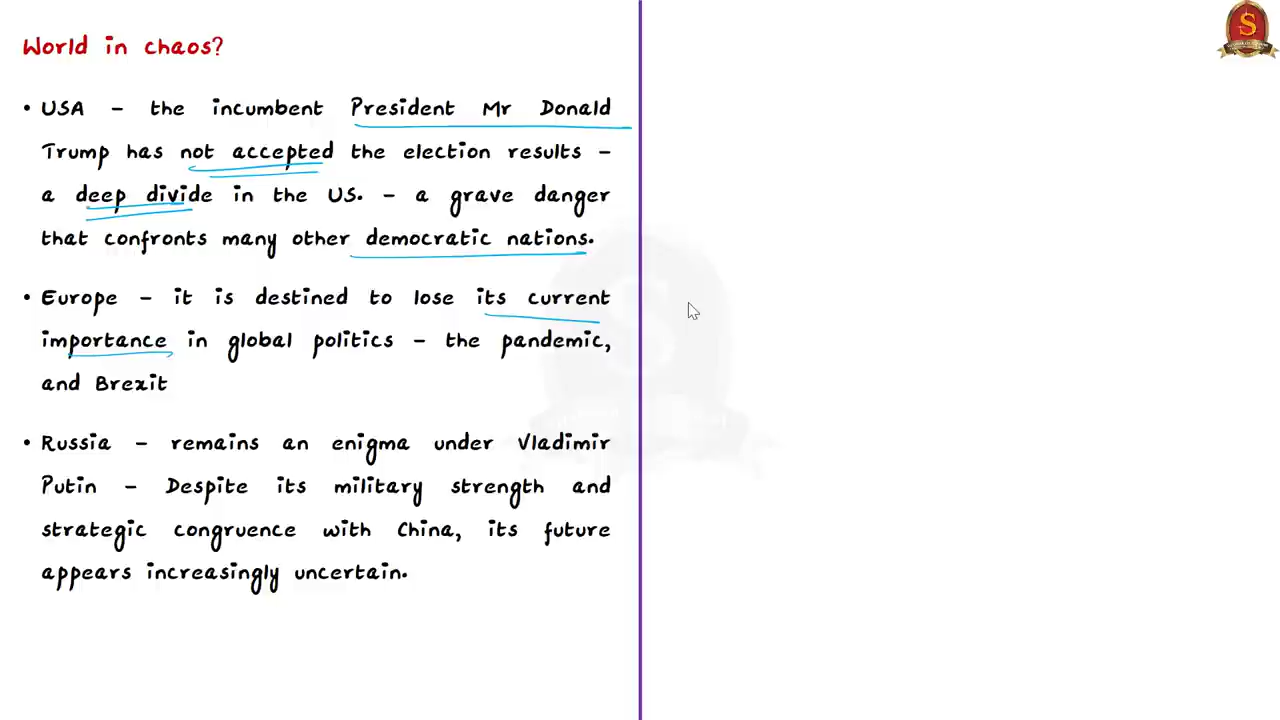 World in chaos?
• USA – the incumbent President Mr Donald
Trump has not accepted the election results –
a deep divide in the US. – a grave danger
that confronts many other democratic nations.
• Europe – it is destined to lose its current
importance in global politics – the pandemic,
and Brexit
• Russia – remains an enigma under Vladimir
Putin – Despite its military strength and
strategic congruence with China, its future
appears increasingly uncertain.
S